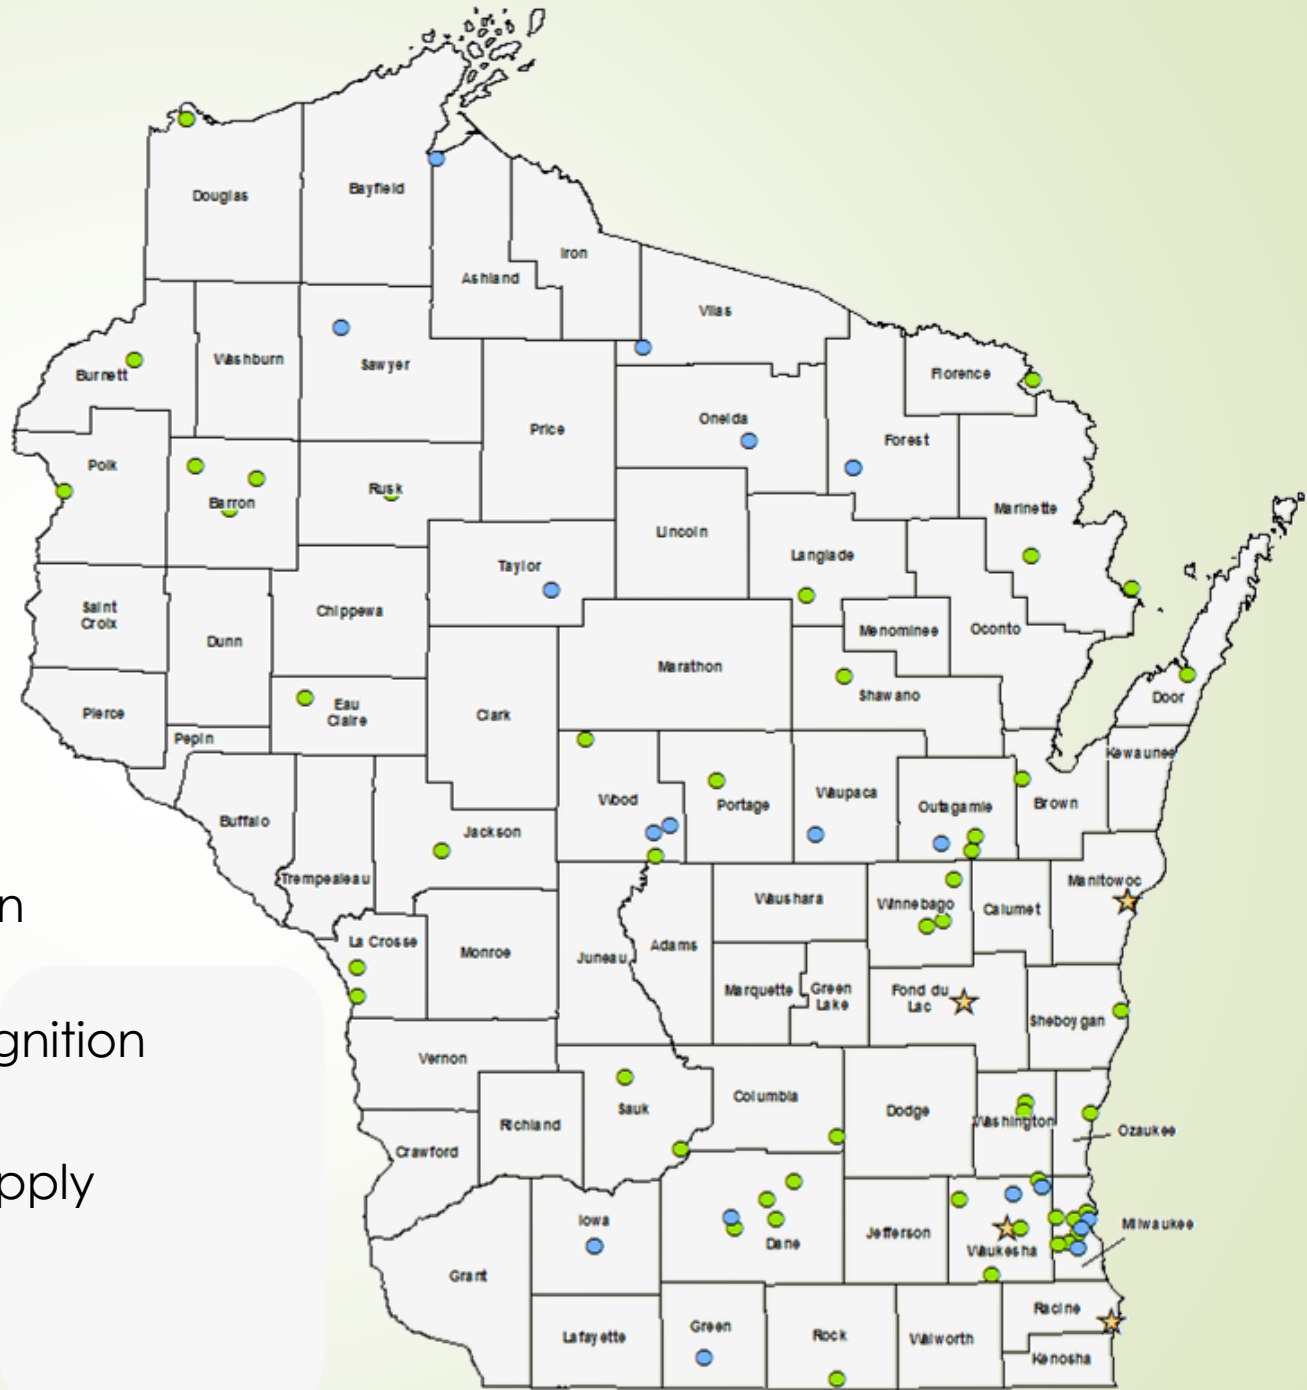 Douglas
Bayfield
Iron
Ashland
Vilas
Burnett
Washburn
Sawyer
Florence
Oneida
Price
Forest
Polk
Rusk
Barron
Marinette
Lincoln
Langlade
Taylor
Saint
Croix
Chippewa
Dunn
Menominee
Oconto
Marathon
Shawano
Door
Pierce
Eau
Claire
Clark
Pepin
Kewaunee
Wood
Portage
Waupaca
Outagamie
Brown
Buffalo
Jackson
Trempealeau
Manitowoc
Waushara
Winnebago
Calumet
n
La Crosse
Monroe
Juneau
Adams
Marquette
Green
Lake
Fond du
Lac
Sheboygan
gnition
Vernon
Columbia
Sauk
Dodge
Richland
Washington
Ozaukee
Crawford
pply
Iowa
Dane
Jefferson
Waukesha
Milwaukee
Grant
Racine
Lafayette
Green
Rock
Walworth
Kenosha